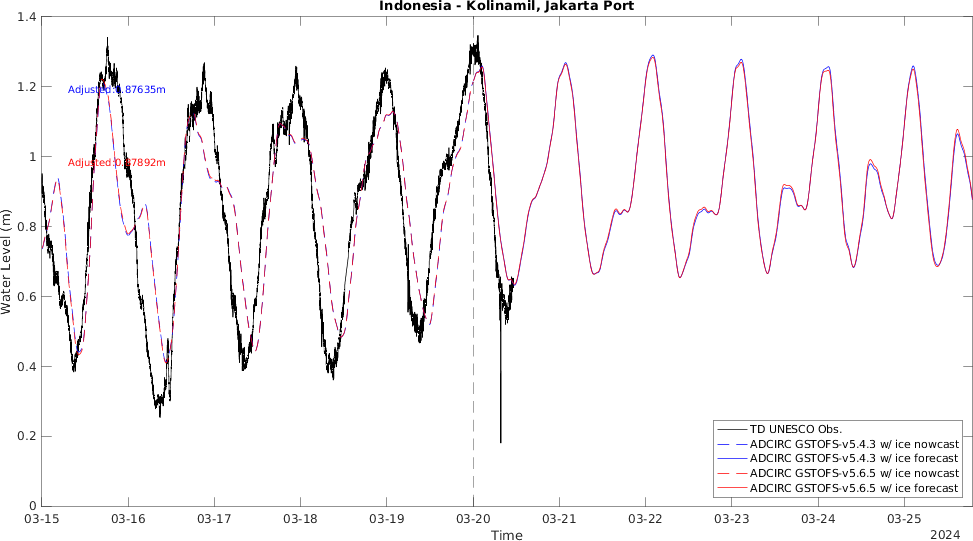 Indonesia - Kolinamil, Jakarta Port
1.4
1.2
1
0.8
0.6
0.4
0.2
0
Water Level (m)
Adjusted:0.87635m
Adjusted:0.87892m
TD UNESCO Obs.
ADCIRC GSTOFS-v5.4.3 w/ ice nowcast
ADCIRC GSTOFS-v5.4.3 w/ ice forecast
ADCIRC GSTOFS-v5.6.5 w/ ice nowcast
ADCIRC GSTOFS-v5.6.5 w/ ice forecast
03-15 03-16 03-17 03-18 03-19 03-20 03-21 03-22 03-23 03-24 03-25
Time
2024